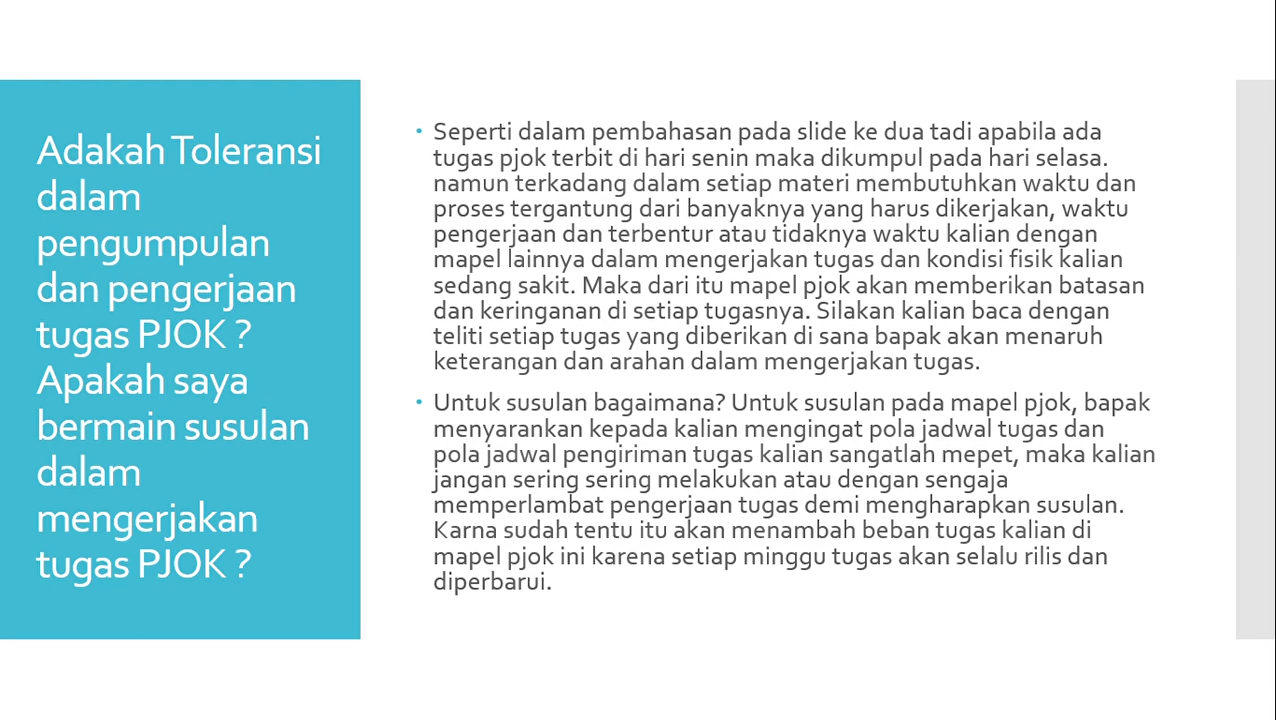 Adakah Toleransi
dalam
pengumpulan
dan pengerjaan
tugas PJOK ?
Apakah saya
bermain susulan
dalam
mengerjakan
tugas PJOK ?
• Seperti dalam pembahasan pada slide ke dua tadi apabila ada
tugas pjok terbit di hari senin maka dikumpul pada hari selasa.
namun terkadang dalam setiap materi membutuhkan waktu dan
proses tergantung dari banyaknya yang harus dikerjakan, waktu
pengerjaan dan terbentur atau tidaknya waktu kalian dengan
mapel lainnya dalam mengerjakan tugas dan kondisi fisik kalian
sedang sakit. Maka dari itu mapel pjok akan memberikan batasan
dan keringanan di setiap tugasnya. Silakan kalian baca dengan
teliti setiap tugas yang diberikan di sana bapak akan menaruh
keterangan dan arahan dalam mengerjakan tugas.
• Untuk susulan bagaimana? Untuk susulan pada mapel pjok, bapak
menyarankan kepada kalian mengingat pola jadwal tugas dan
pola jadwal pengiriman tugas kalian sangatlah mepet, maka kalian
jangan sering sering melakukan atau dengan sengaja
memperlambat pengerjaan tugas demi mengharapkan susulan.
Karna sudah tentu itu akan menambah beban tugas kalian di
mapel pjok ini karena setiap minggu tugas akan selalu rilis dan
diperbarui.